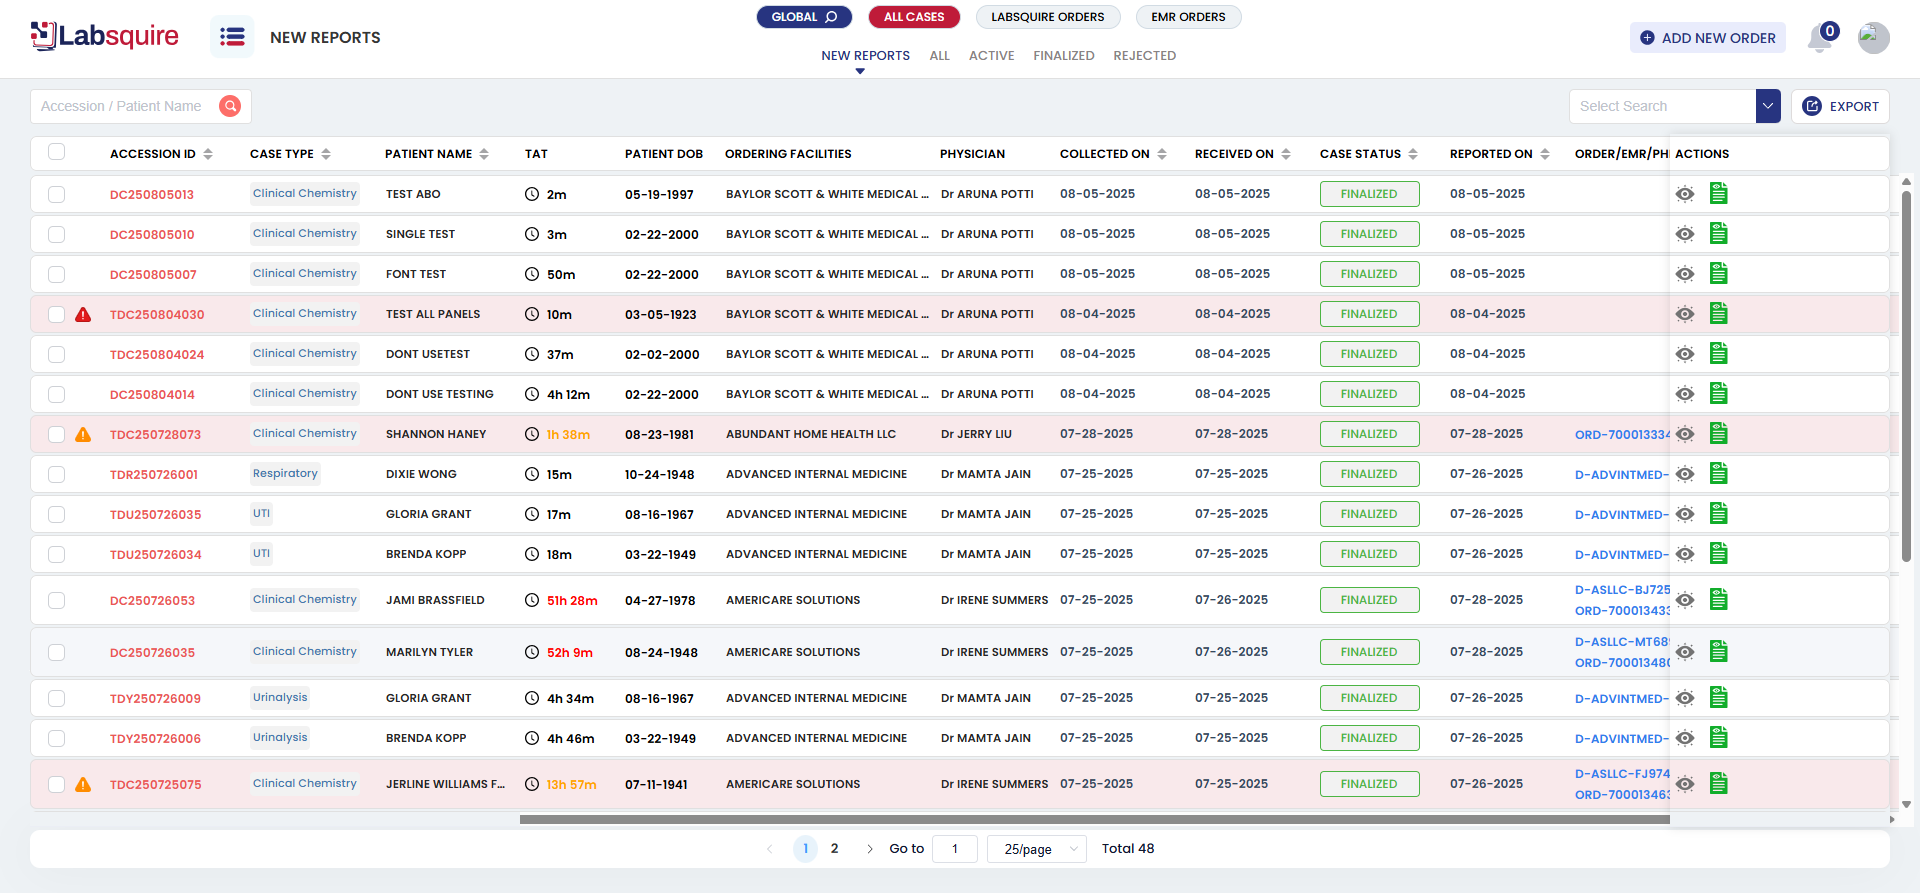 Labsquire
NEW REPORTS
GLOBAL
ALL CASES
LABSQUIRE ORDERS
EMR ORDERS
NEW REPORTS
ALL
ACTIVE
FINALIZED
REJECTED
ADD NEW ORDER
0
Accession / Patient Name
Select Search
EXPORT
ACCESSION ID CASE TYPE PATIENT NAME TAT PATIENT DOB ORDERING FACILITIES PHYSICIAN COLLECTED ON RECEIVED ON CASE STATUS REPORTED ON ORDER/EMR/PH ACTIONS
DC250805013 Clinical Chemistry TEST ABO 2m 05-19-1997 BAYLOR SCOTT & WHITE MEDICAL ... Dr ARUNA POTTI 08-05-2025 08-05-2025 FINALIZED 08-05-2025
DC250805010 Clinical Chemistry SINGLE TEST 3m 02-22-2000 BAYLOR SCOTT & WHITE MEDICAL ... Dr ARUNA POTTI 08-05-2025 08-05-2025 FINALIZED 08-05-2025
DC250805007 Clinical Chemistry FONT TEST 50m 02-22-2000 BAYLOR SCOTT & WHITE MEDICAL ... Dr ARUNA POTTI 08-05-2025 08-05-2025 FINALIZED 08-05-2025
TDC250804030 Clinical Chemistry TEST ALL PANELS 10m 03-05-1923 BAYLOR SCOTT & WHITE MEDICAL ... Dr ARUNA POTTI 08-04-2025 08-04-2025 FINALIZED 08-04-2025
TDC250804024 Clinical Chemistry DONT USETEST 37m 02-02-2000 BAYLOR SCOTT & WHITE MEDICAL ... Dr ARUNA POTTI 08-04-2025 08-04-2025 FINALIZED 08-04-2025
DC250804014 Clinical Chemistry DONT USE TESTING 4h 12m 02-22-2000 BAYLOR SCOTT & WHITE MEDICAL ... Dr ARUNA POTTI 08-04-2025 08-04-2025 FINALIZED 08-04-2025
TDC250728073 Clinical Chemistry SHANNON HANEY 1h 38m 08-23-1981 ABUNDANT HOME HEALTH LLC Dr JERRY LIU 07-28-2025 07-28-2025 FINALIZED 07-28-2025 ORD-700013334
TDR250726001 Respiratory DIXIE WONG 15m 10-24-1948 ADVANCED INTERNAL MEDICINE Dr MAMTA JAIN 07-25-2025 07-25-2025 FINALIZED 07-26-2025 D-ADVINTMED-
TDU250726035 UTI GLORIA GRANT 17m 08-16-1967 ADVANCED INTERNAL MEDICINE Dr MAMTA JAIN 07-25-2025 07-25-2025 FINALIZED 07-26-2025 D-ADVINTMED-
TDU250726034 UTI BRENDA KOPP 18m 03-22-1949 ADVANCED INTERNAL MEDICINE Dr MAMTA JAIN 07-25-2025 07-25-2025 FINALIZED 07-26-2025 D-ADVINTMED-
DC250726053 Clinical Chemistry JAMI BRASSFIELD 51h 28m 04-27-1978 AMERICARE SOLUTIONS Dr IRENE SUMMERS 07-25-2025 07-26-2025 FINALIZED 07-28-2025 D-ASLLC-BJ725
ORD-700013433
DC250726035 Clinical Chemistry MARILYN TYLER 52h 9m 08-24-1948 AMERICARE SOLUTIONS Dr IRENE SUMMERS 07-25-2025 07-26-2025 FINALIZED 07-28-2025 D-ASLLC-MT689
ORD-700013480
TDY250726009 Urinalysis GLORIA GRANT 4h 34m 08-16-1967 ADVANCED INTERNAL MEDICINE Dr MAMTA JAIN 07-25-2025 07-25-2025 FINALIZED 07-26-2025 D-ADVINTMED-
TDY250726006 Urinalysis BRENDA KOPP 4h 46m 03-22-1949 ADVANCED INTERNAL MEDICINE Dr MAMTA JAIN 07-25-2025 07-25-2025 FINALIZED 07-26-2025 D-ADVINTMED-
TDC250725075 Clinical Chemistry JERLINE WILLIAMS F... 13h 57m 07-11-1941 AMERICARE SOLUTIONS Dr IRENE SUMMERS 07-25-2025 07-25-2025 FINALIZED 07-26-2025 D-ASLLC-FJ974
ORD-700013463
1 2 Go to 1 25/page Total 48